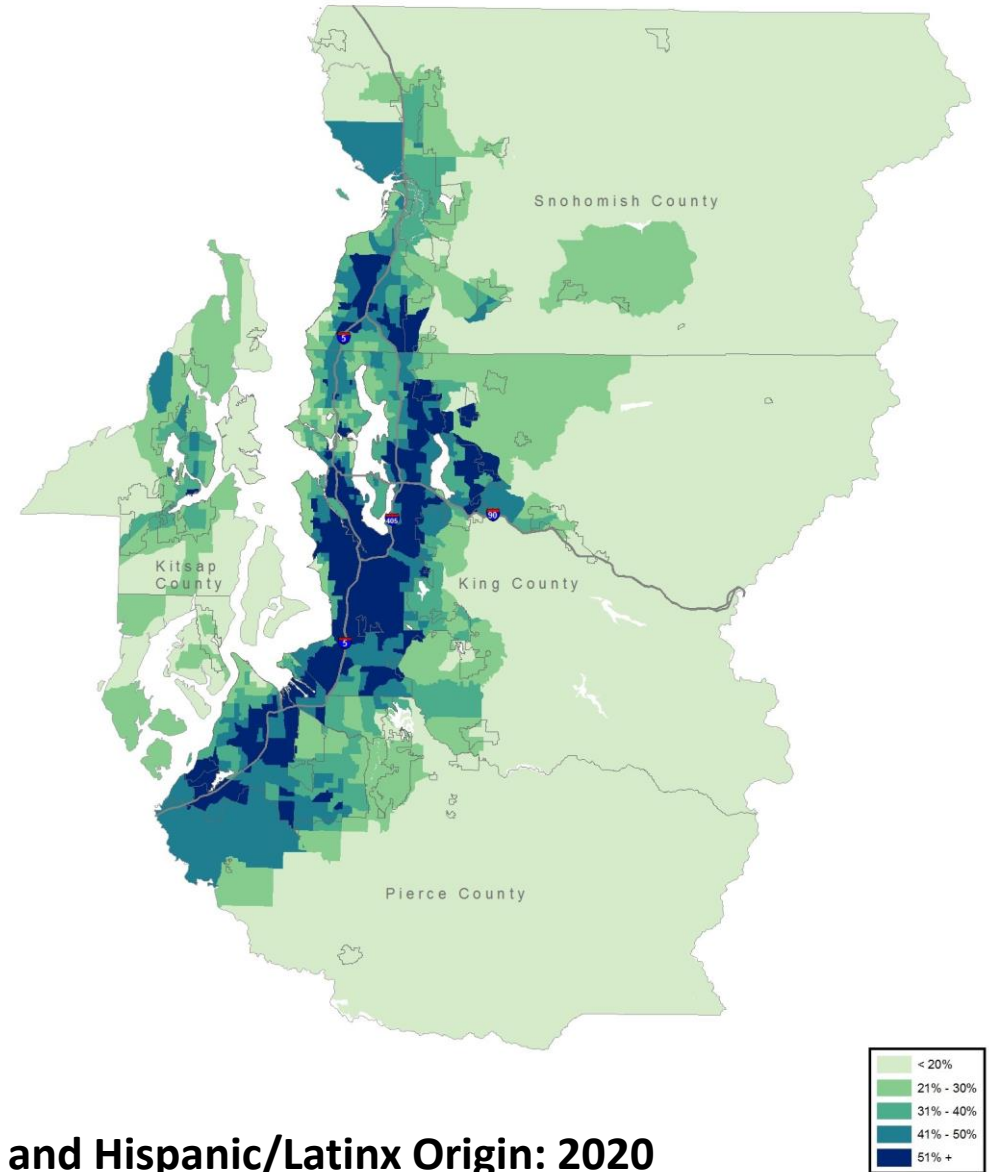 Snohomish County
5
405
90
Kitsap
County
King County
5
Pierce County
< 20%
21% - 30%
31% - 40%
41% - 50%
51% +
and Hispanic/Latinx Origin: 2020